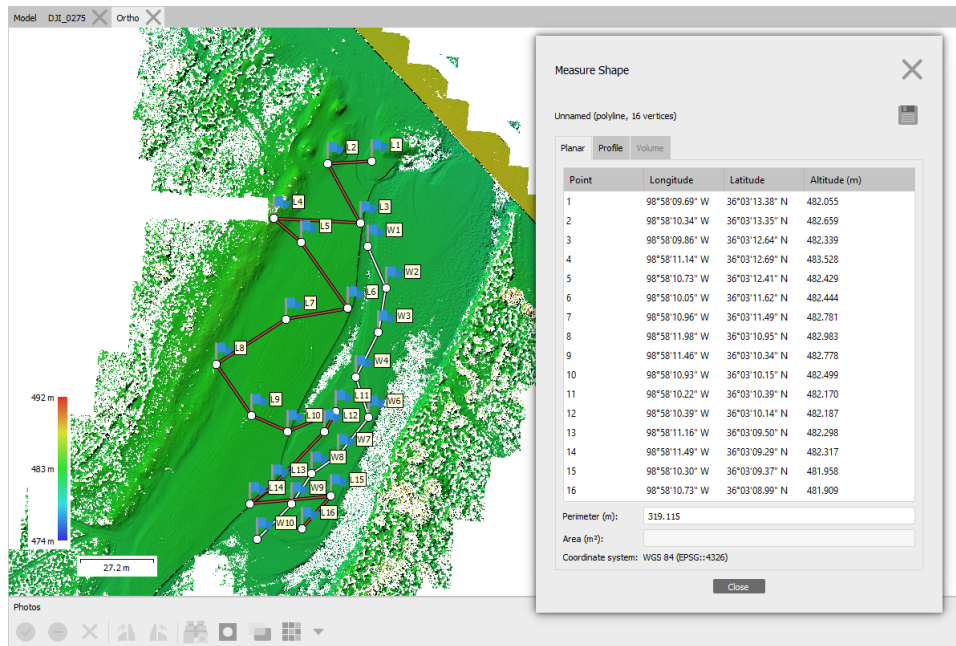 Model DJI_0275 Ortho
Measure Shape
Unnamed (polyline, 16 vertices)
Planar Profile Volume
Point Longitude Latitude Altitude (m)
1 98°58'09.69" W 36°03'13.38" N 482.055
2 98°58'10.34" W 36°03'13.35" N 482.659
3 98°58'09.86" W 36°03'12.64" N 482.339
4 98°58'11.14" W 36°03'12.69" N 483.528
5 98°58'10.73" W 36°03'12.41" N 482.429
6 98°58'10.05" W 36°03'11.62" N 482.444
7 98°58'10.96" W 36°03'11.49" N 482.781
8 98°58'11.98" W 36°03'10.95" N 482.983
9 98°58'11.46" W 36°03'10.34" N 482.778
10 98°58'10.93" W 36°03'10.15" N 482.499
11 98°58'10.22" W 36°03'10.39" N 482.170
12 98°58'10.39" W 36°03'10.14" N 482.187
13 98°58'11.16" W 36°03'09.50" N 482.298
14 98°58'11.49" W 36°03'09.29" N 482.317
15 98°58'10.30" W 36°03'09.37" N 481.958
16 98°58'10.73" W 36°03'08.99" N 481.909
Perimeter (m): 319.115
Area (m²):
Coordinate system: WGS 84 (EPSG::4326)
Close
L2 L1
L4 L3
L5 W1
W2
L6
L7
W3
L8
W4
L9 L11 W6
L10 L12
W7
W8
L13
L14 W9 L15
L16
W10
492 m
483 m
474 m
27.2 m
Photos